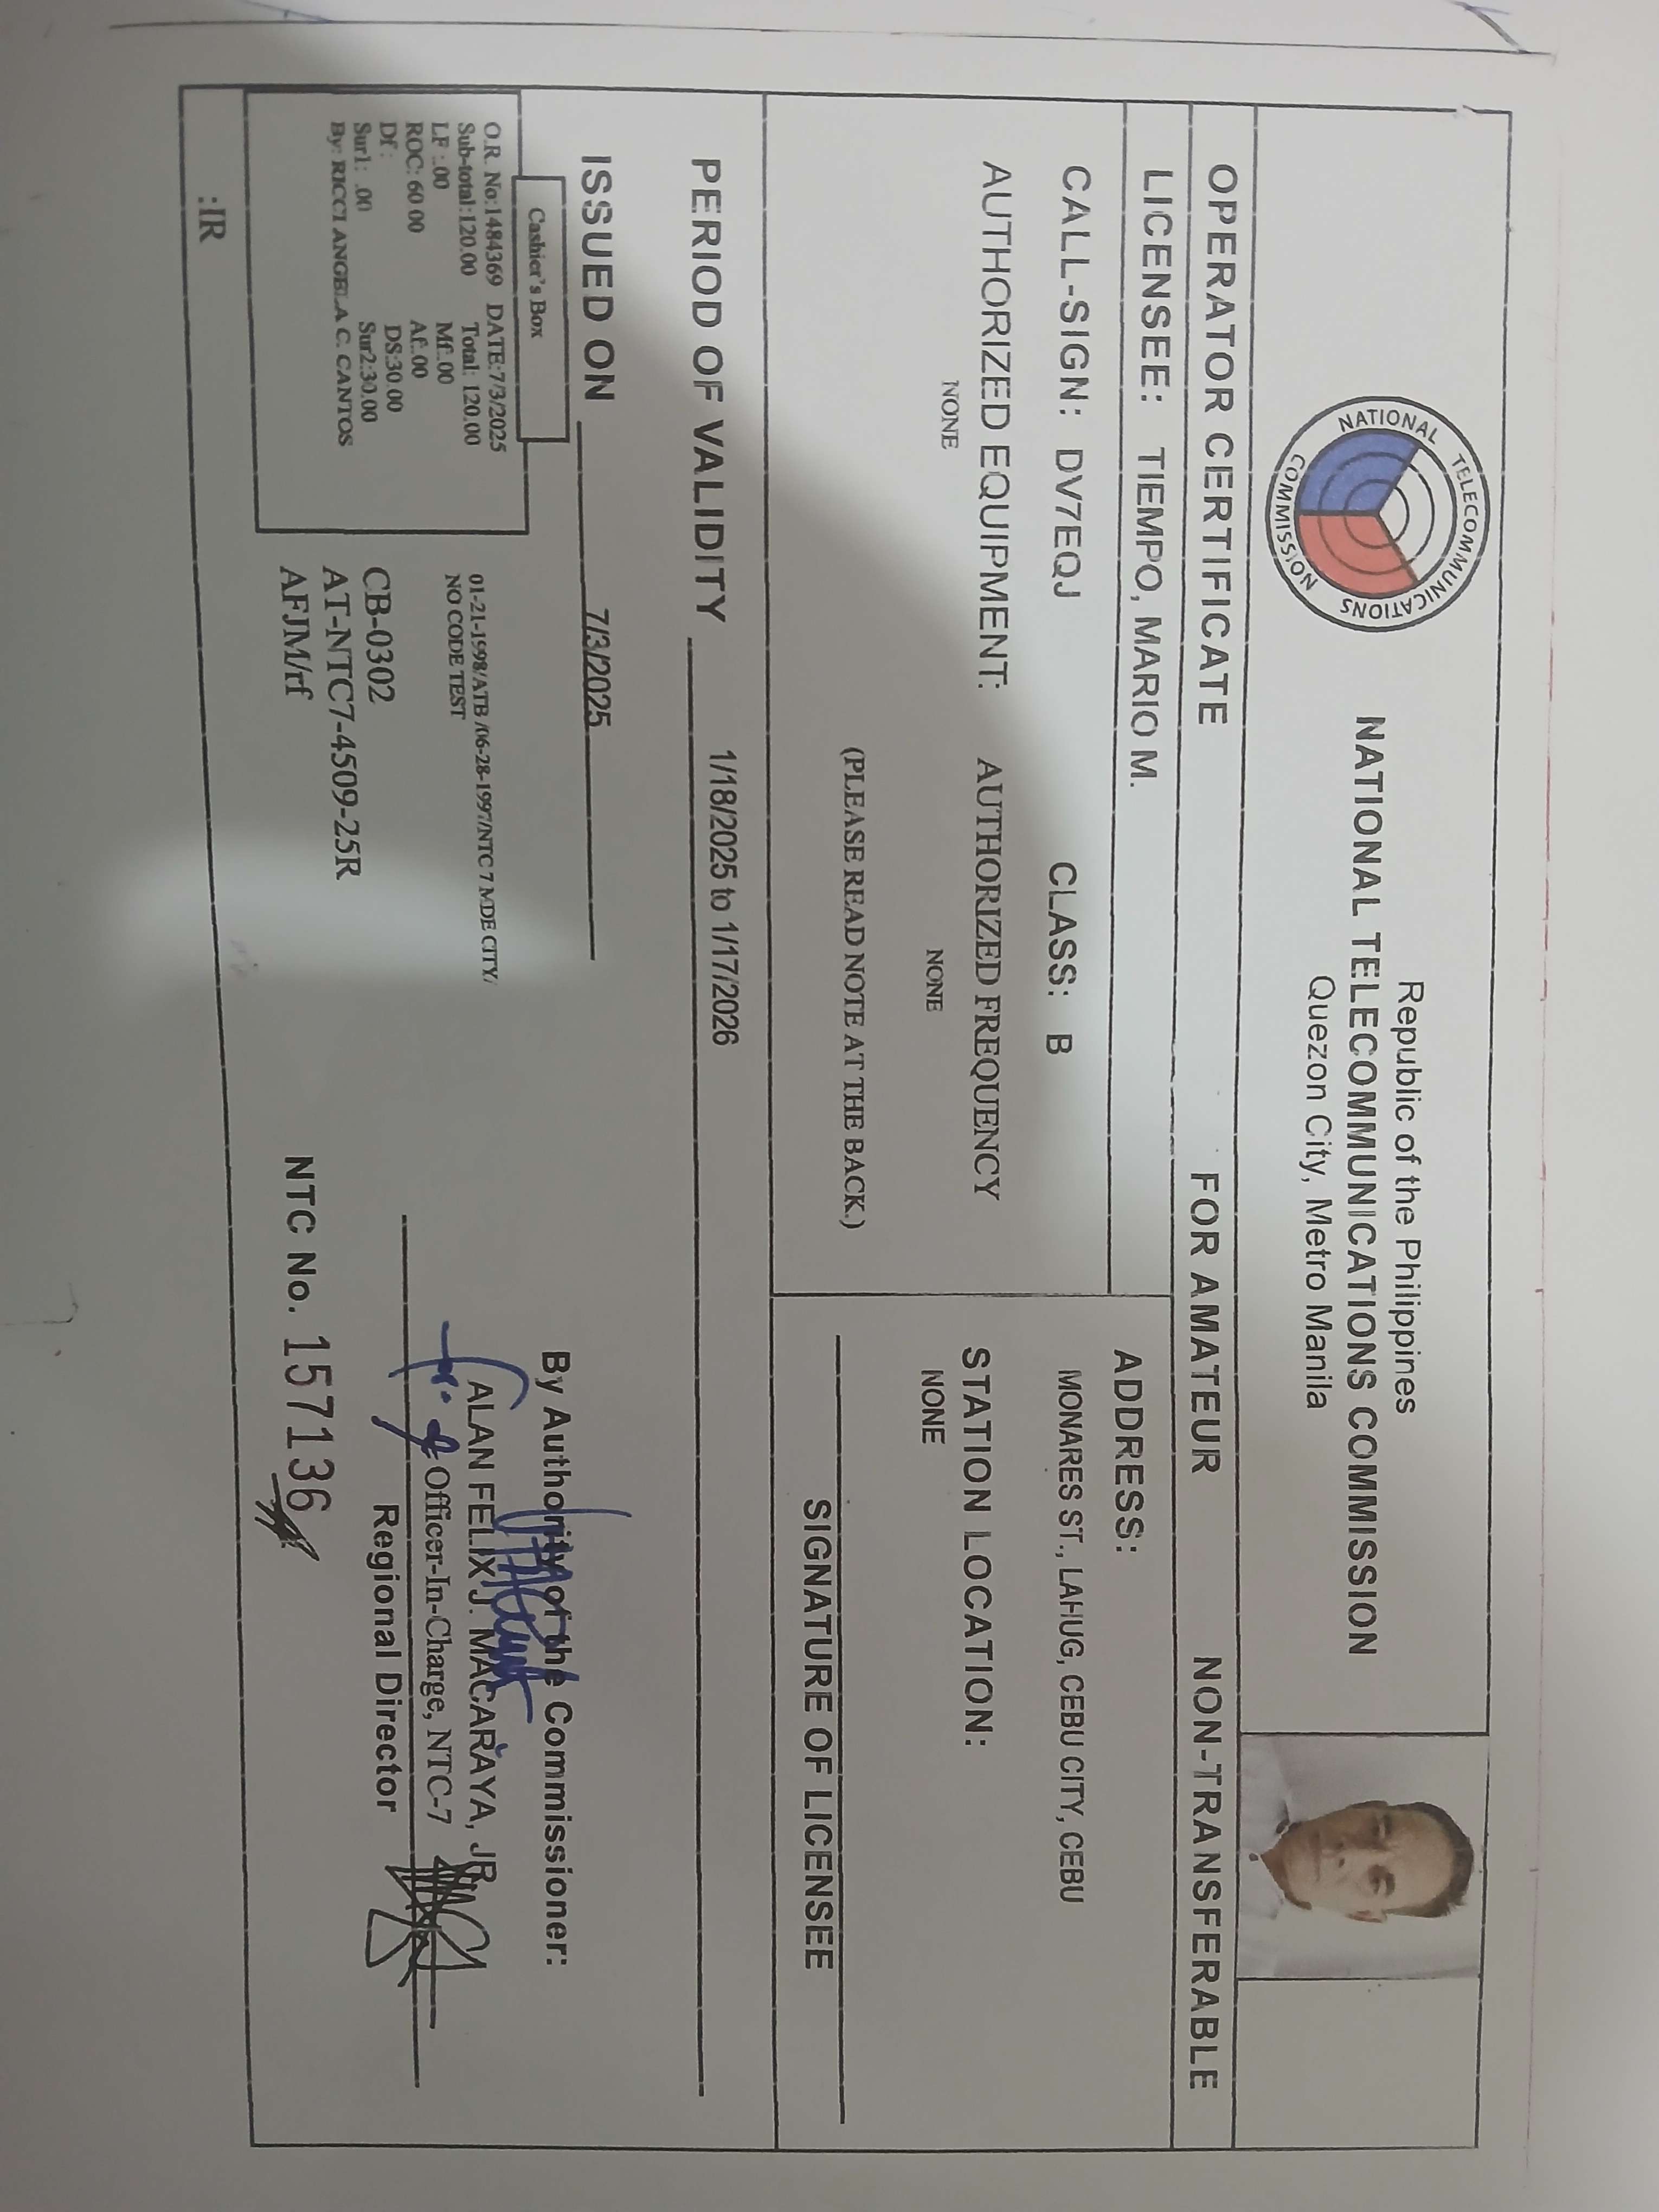 NATIONAL TELECOMMUNICATIONS COMMISSION
Republic of the Philippines
NATIONAL TELECOMMUNICATIONS COMMISSION
Quezon City, Metro Manila
OPERATOR CERTIFICATE FOR AMATEUR NON-TRANSFERABLE
LICENSEE: TIEMPO, MARIO M.
CALL-SIGN: DV7EQJ CLASS: B
AUTHORIZED EQUIPMENT: AUTHORIZED FREQUENCY
NONE NONE
(PLEASE READ NOTE AT THE BACK.)
ADDRESS:
MONARES ST., LAHUG, CEBU CITY, CEBU
STATION LOCATION:
NONE
SIGNATURE OF LICENSEE
PERIOD OF VALIDITY 1/18/2025 to 1/17/2026
ISSUED ON 7/3/2025
Cashier's Box
O.R. No:1484369 DATE:7/3/2025
Sub-total:120.00 Total: 120.00
LF :.00 Mf:.00
ROC: 60 00 Af:.00
Df : DS:30.00
Sur1: .00 Sur2:30.00
By: RICCI ANGELA C. CANTOS
:IR
01-21-1998/ATB /06-28-1997/NTC 7 MDE CITY/
NO CODE TEST
CB-0302
AT-NTC7-4509-25R
AFJM/rf
By Authority of the Commissioner:
ALAN FELIX J. MACARAYA, JR
Officer-In-Charge, NTC-7
Regional Director
NTC No. 157136